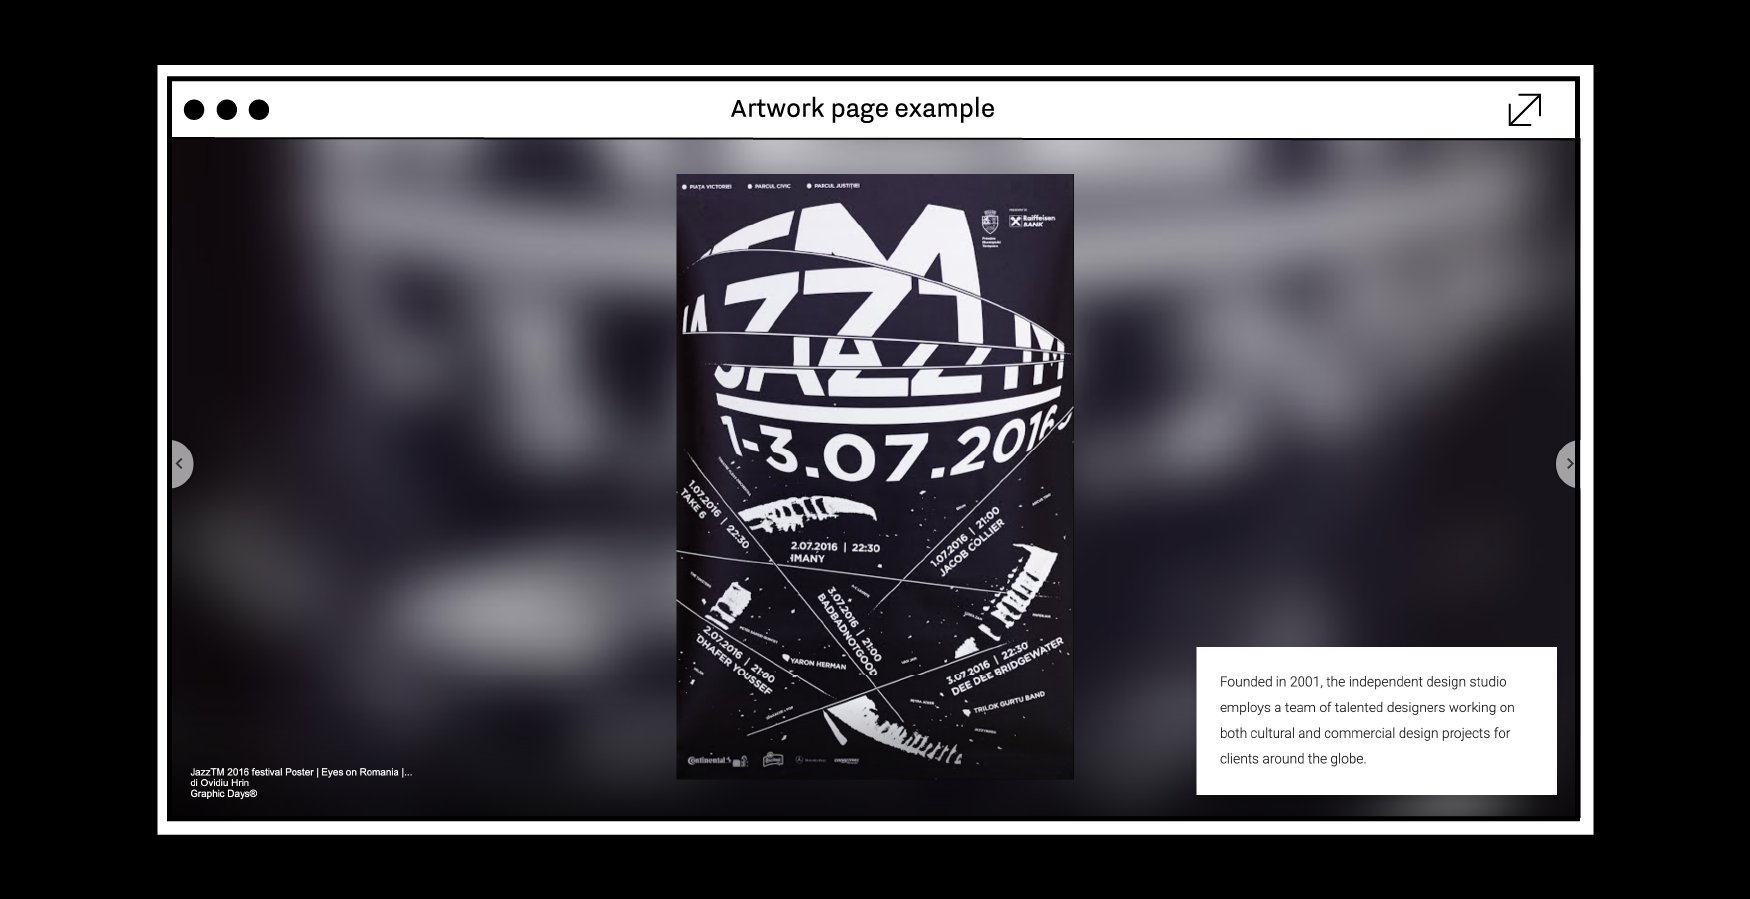 Artwork page example
PIAȚA VICTORIEI
PARCUL CIVIC
PARCUL JUSTIȚIEI
Raiffeisen
BANK
JAZZTM
JAZZTM
1-3.07.2016
1.07.2016 | 22:30
TAKE 6
2.07.2016 | 22:30
IMANY
1.07.2016 | 21:00
JACOB COLLIER
3.07.2016 | 21:00
BADBADNOTGOOD
2.07.2016 | 21:00
DHAFER YOUSSEF
YARON HERMAN
3.07.2016 | 22:30
DEE DEE BRIDGEWATER
TRILOK GURTU BAND
Continental
Mercedes-Benz
Founded in 2001, the independent design studio
employs a team of talented designers working on
both cultural and commercial design projects for
clients around the globe.
JazzTM 2016 festival Poster | Eyes on Romania |...
di Ovidiu Hrin
Graphic Days®